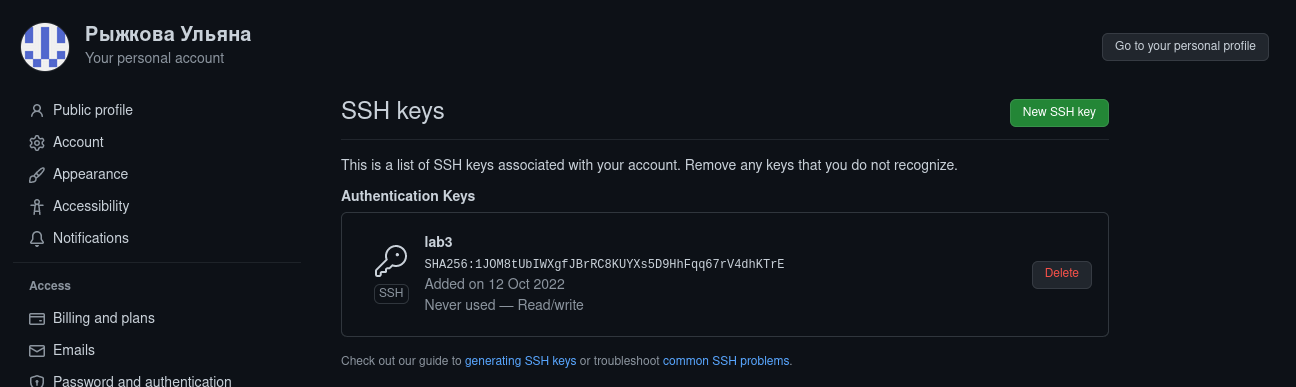 Рыжкова Ульяна
Your personal account
Go to your personal profile
Public profile
Account
Appearance
Accessibility
Notifications
Access
Billing and plans
Emails
Password and authentication
SSH keys
New SSH key
This is a list of SSH keys associated with your account. Remove any keys that you do not recognize.
Authentication Keys
lab3
SHA256:1JOM8tUbIWXgfJBrRC8KUYXs5D9HhFqq67rV4dhKTrE
Added on 12 Oct 2022
Never used — Read/write
SSH
Delete
Check out our guide to generating SSH keys or troubleshoot common SSH problems.